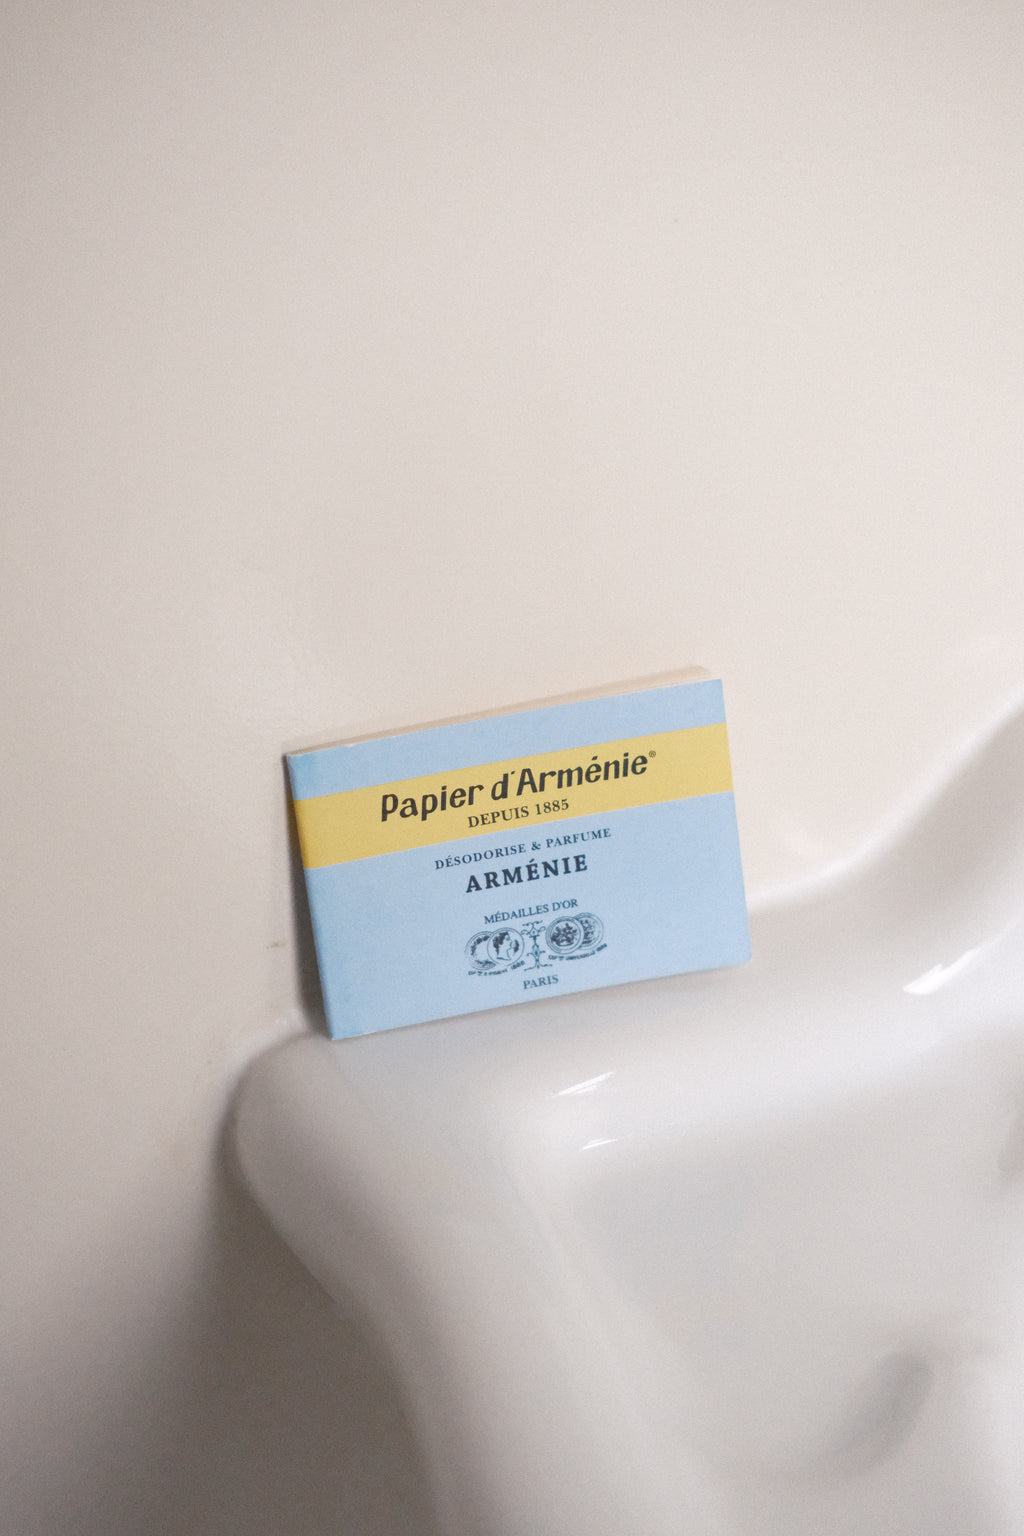 Papier d'Arménie®
DEPUIS 1885
DÉSODORISE & PARFUME
ARMÉNIE
MÉDAILLES D'OR
PARIS